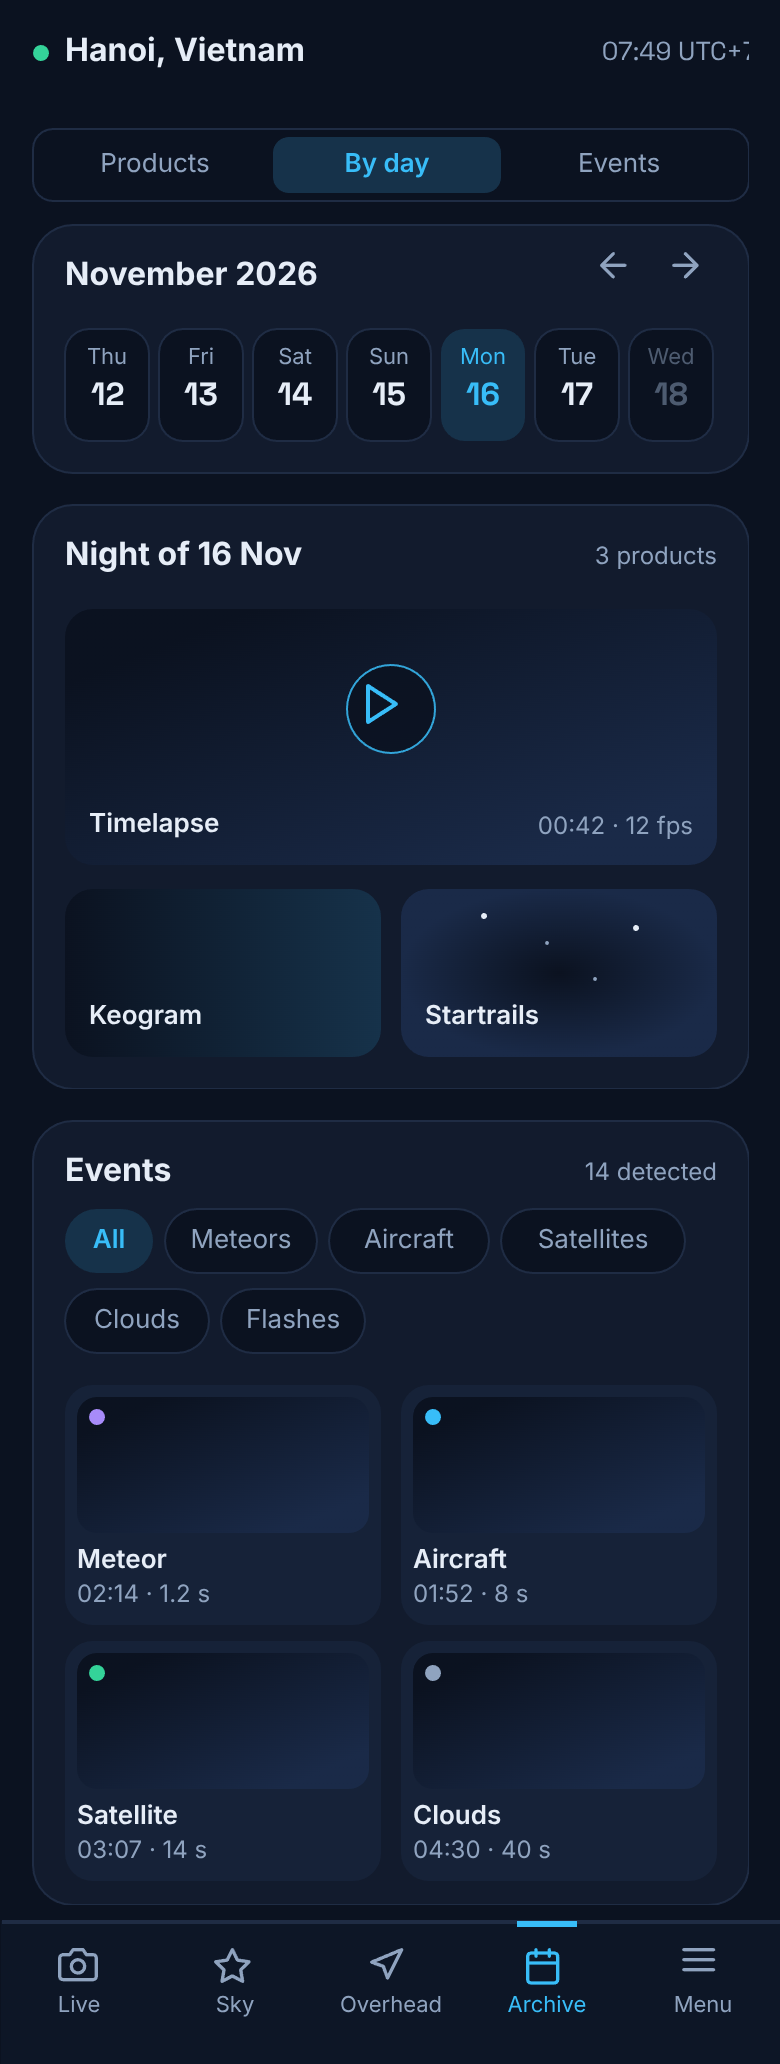 Hanoi, Vietnam
07:49 UTC+7
Products By day Events
November 2026
Thu Fri Sat Sun Mon Tue Wed
12 13 14 15 16 17 18
Night of 16 Nov
3 products
Timelapse
00:42 · 12 fps
Keogram
Startrails
Events
14 detected
All Meteors Aircraft Satellites
Clouds Flashes
Meteor
02:14 · 1.2 s
Aircraft
01:52 · 8 s
Satellite
03:07 · 14 s
Clouds
04:30 · 40 s
Live Sky Overhead Archive Menu